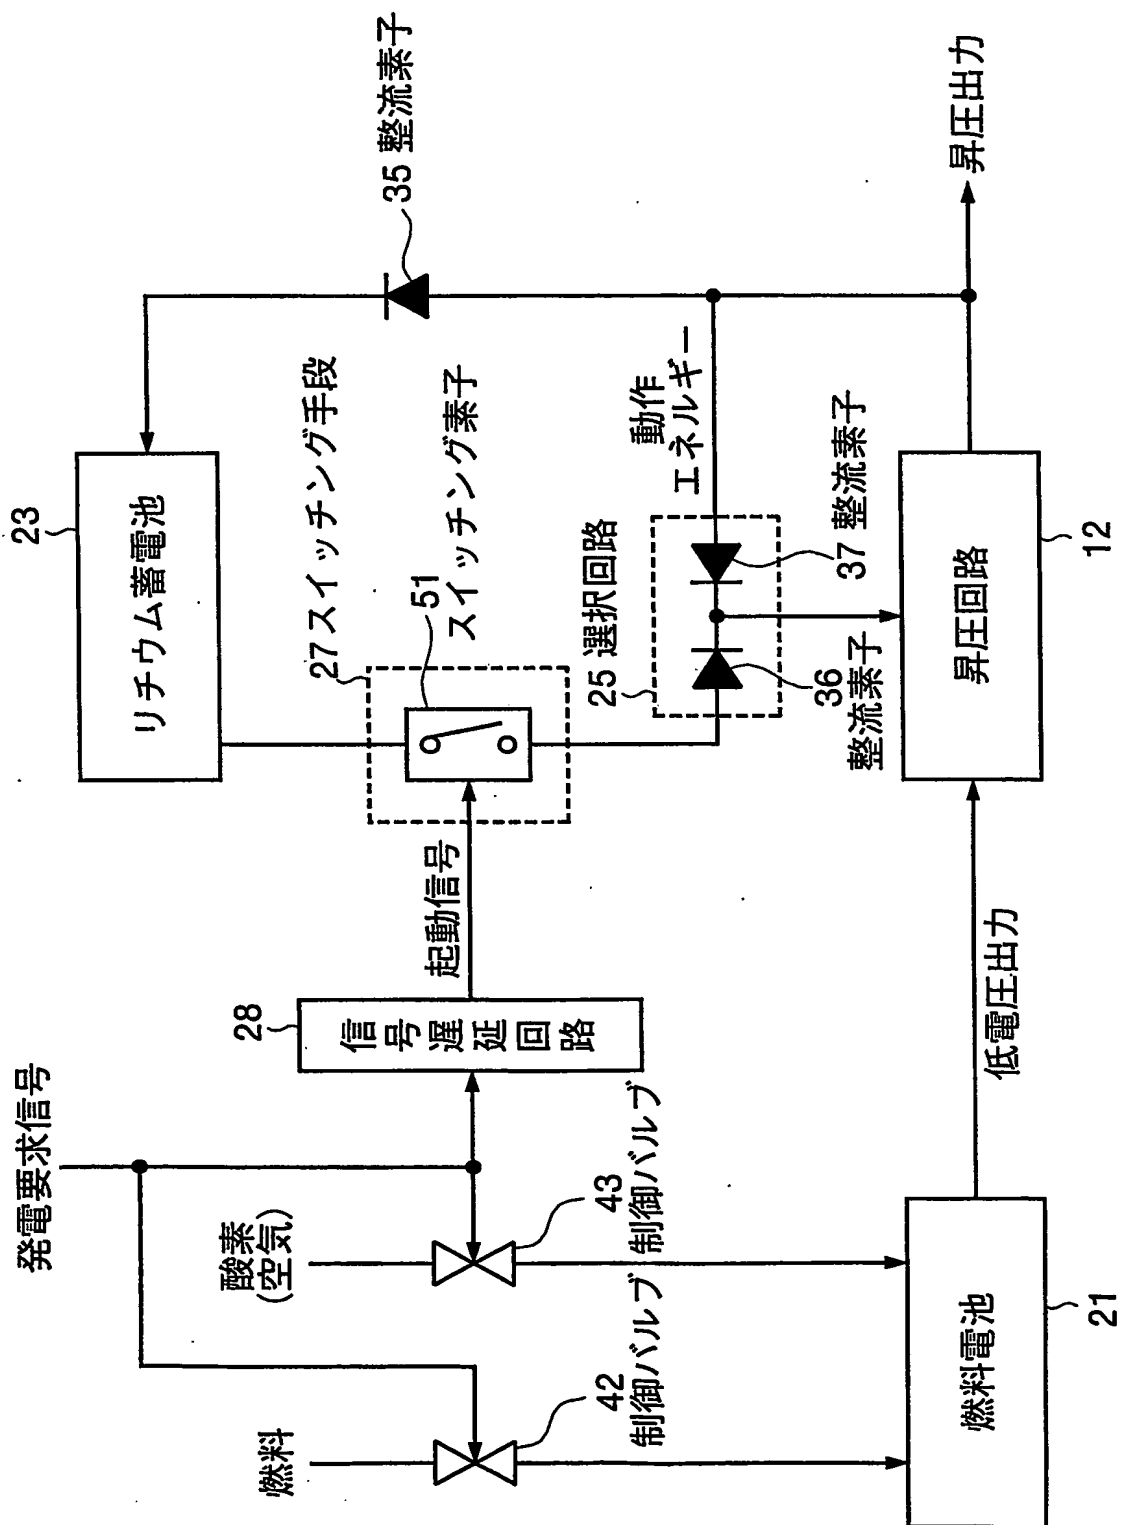 発電要求信号
燃料
酸素
(空気)
42
制御バルブ
43
制御バルブ
28
信号遅延回路
起動信号
23
リチウム蓄電池
27スイッチング手段
51
スイッチング素子
35 整流素子
25 選択回路
36
整流素子
37 整流素子
動作
エネルギー
21
燃料電池
低電圧出力
12
昇圧回路
昇圧出力